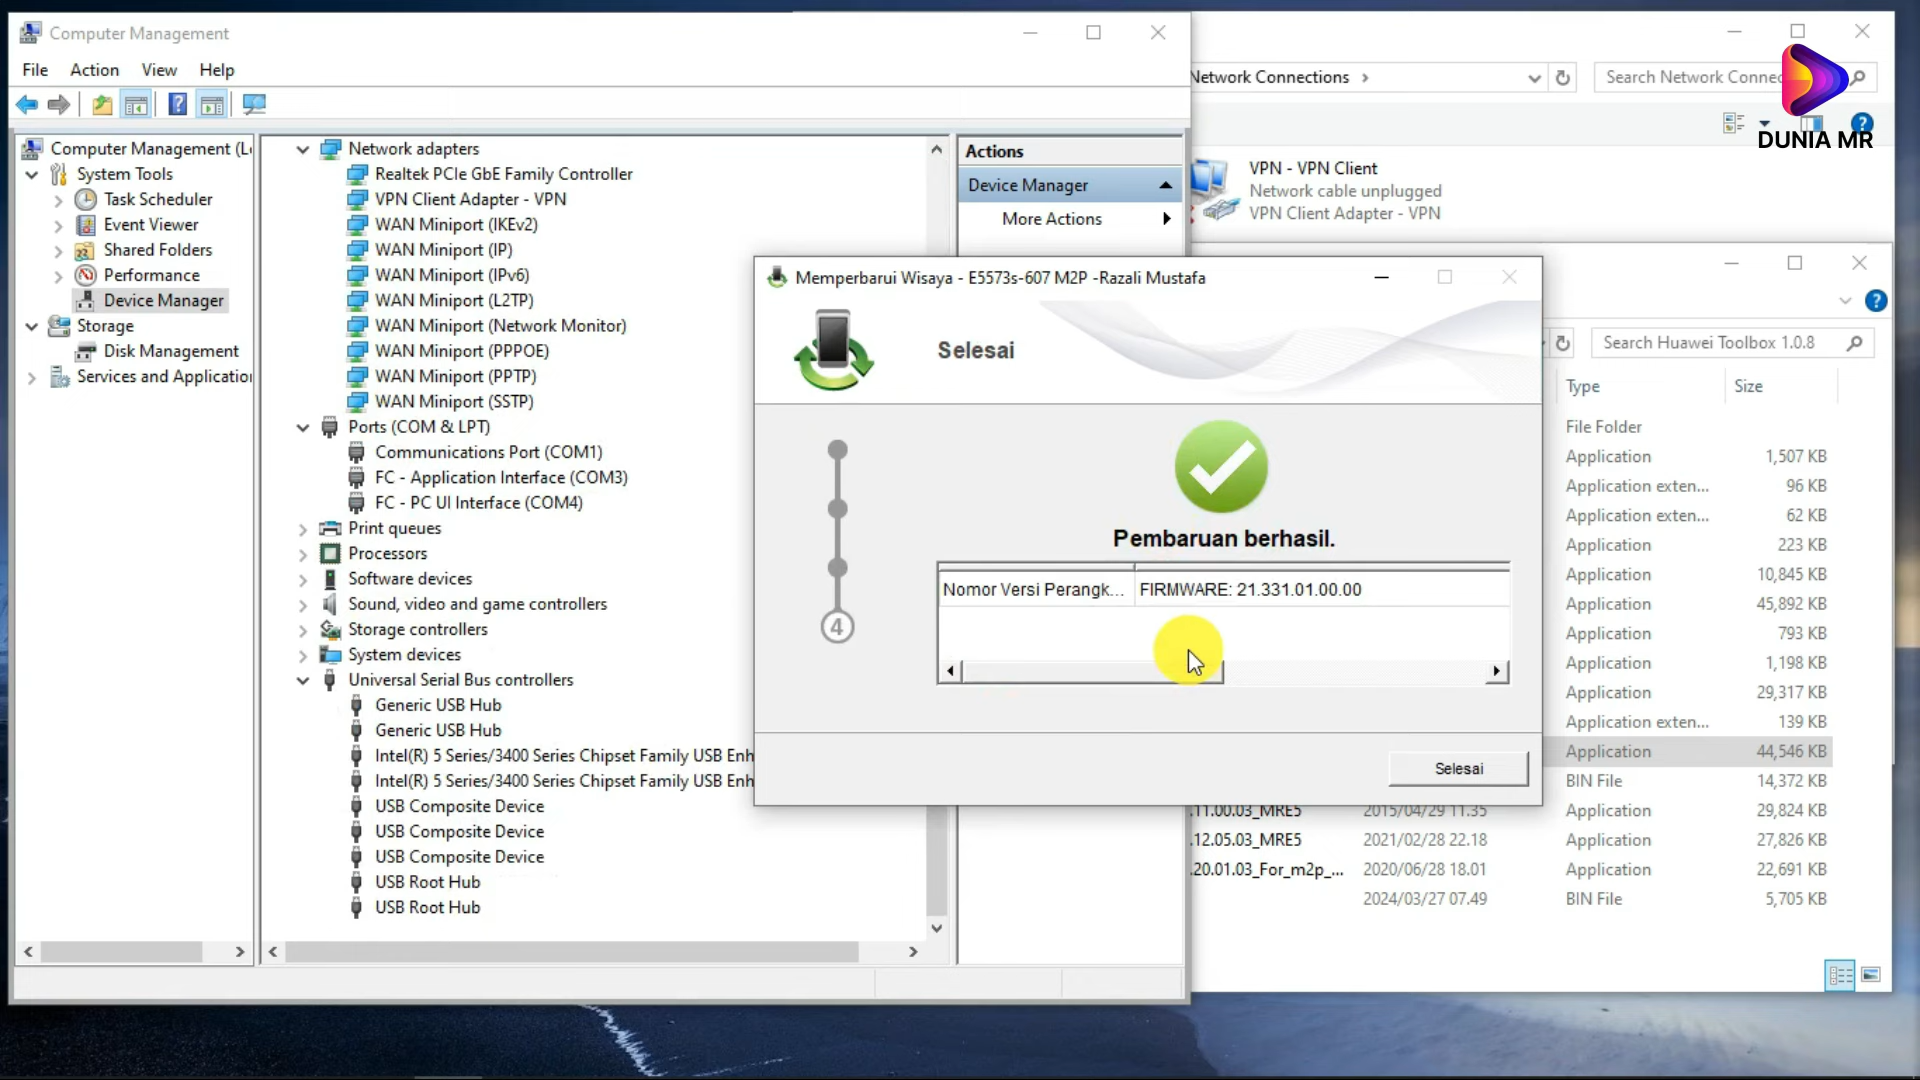 Computer Management
File Action View Help
Computer Management (L
System Tools
Task Scheduler
Event Viewer
Shared Folders
Performance
Device Manager
Storage
Disk Management
Services and Applicatio
Network adapters
Realtek PCIe GbE Family Controller
VPN Client Adapter - VPN
WAN Miniport (IKEv2)
WAN Miniport (IP)
WAN Miniport (IPv6)
WAN Miniport (L2TP)
WAN Miniport (Network Monitor)
WAN Miniport (PPPOE)
WAN Miniport (PPTP)
WAN Miniport (SSTP)
Ports (COM & LPT)
Communications Port (COM1)
FC - Application Interface (COM3)
FC - PC UI Interface (COM4)
Print queues
Processors
Software devices
Sound, video and game controllers
Storage controllers
System devices
Universal Serial Bus controllers
Generic USB Hub
Generic USB Hub
Intel(R) 5 Series/3400 Series Chipset Family USB Enh
Intel(R) 5 Series/3400 Series Chipset Family USB Enh
USB Composite Device
USB Composite Device
USB Composite Device
USB Root Hub
USB Root Hub
Actions
Device Manager
More Actions
Network Connections
Search Network Connec
DUNIA MR
VPN - VPN Client
Network cable unplugged
VPN Client Adapter - VPN
Memperbarui Wisaya - E5573s-607 M2P -Razali Mustafa
Selesai
4
Pembaruan berhasil.
Nomor Versi Perangk... FIRMWARE: 21.331.01.00.00
Selesai
Search Huawei Toolbox 1.0.8
Type Size
File Folder
Application 1,507 KB
Application exten... 96 KB
Application exten... 62 KB
Application 223 KB
Application 10,845 KB
Application 45,892 KB
Application 793 KB
Application 1,198 KB
Application 29,317 KB
Application exten... 139 KB
Application 44,546 KB
BIN File 14,372 KB
.11.00.03_MRE5 2015/04/29 11.35 Application 29,824 KB
.12.05.03_MRE5 2021/02/28 22.18 Application 27,826 KB
.20.01.03_For_m2p_... 2020/06/28 18.01 Application 22,691 KB
2024/03/27 07.49 BIN File 5,705 KB